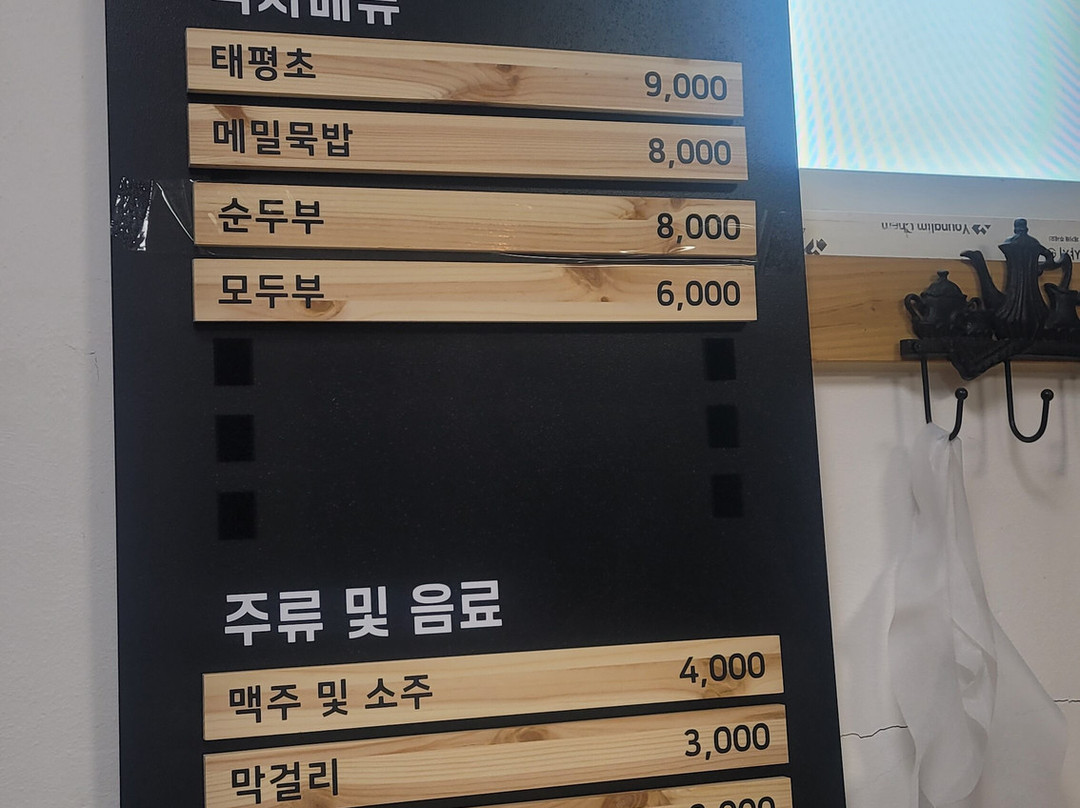 태평초 9,000
메밀묵밥 8,000
순두부 8,000
모두부 6,000
주류 및 음료
맥주 및 소주 4,000
막걸리 3,000
Younglim Chem